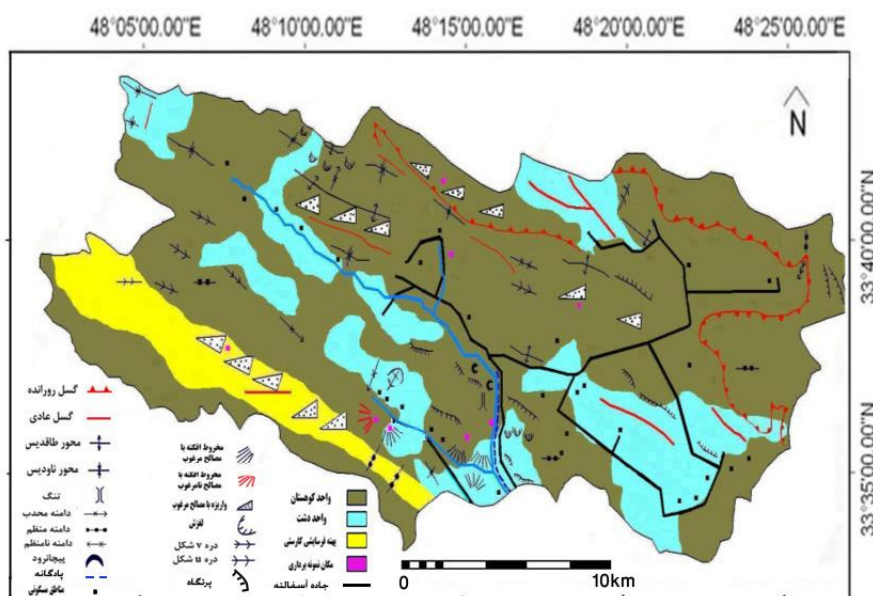 48°05'00.00"E
48°10'00.00"E
48°15'00.00"E
48°20'00.00"E
48°25'00.00"E
N
33°40'00.00"N
33°35'00.00"N
گسل رورانده
گسل عادی
محور طاقدیس
محور ناودیس
تنگ
دامنه محدب
دامنه منظم
دامنه نامنظم
پیچانرود
پادگانه
مناطق مسکونی
مخروط افکنه با
مصالح مرغوب
مخروط افکنه با
مصالح نامرغوب
واریزه با مصالح مرغوب
لغزش
دره v شکل
دره u شکل
پرتگاه
واحد کوهستان
واحد دشت
پهنه فرسایشی کارستی
مکان نمونه برداری
جاده آسفالته
0
10km